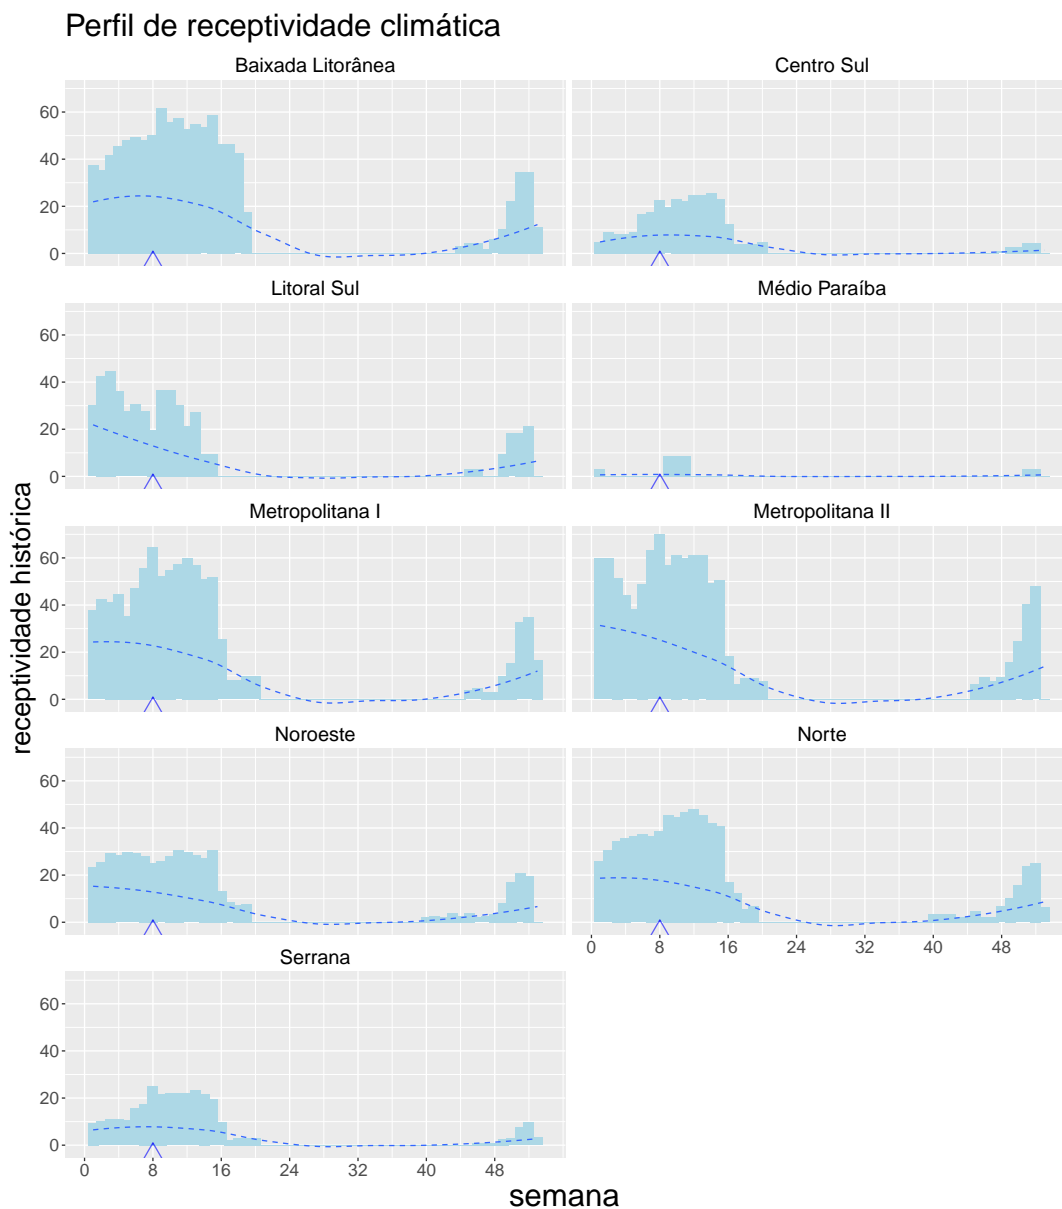 Perfil de receptividade climática
Baixada Litorânea
Centro Sul
60
40
20
0
Litoral Sul
Médio Paraíba
60
40
20
0
Metropolitana I
Metropolitana II
60
40
20
0
receptividade histórica
Noroeste
Norte
60
40
20
0
0 8 16 24 32 40 48
Serrana
60
40
20
0
0 8 16 24 32 40 48
semana